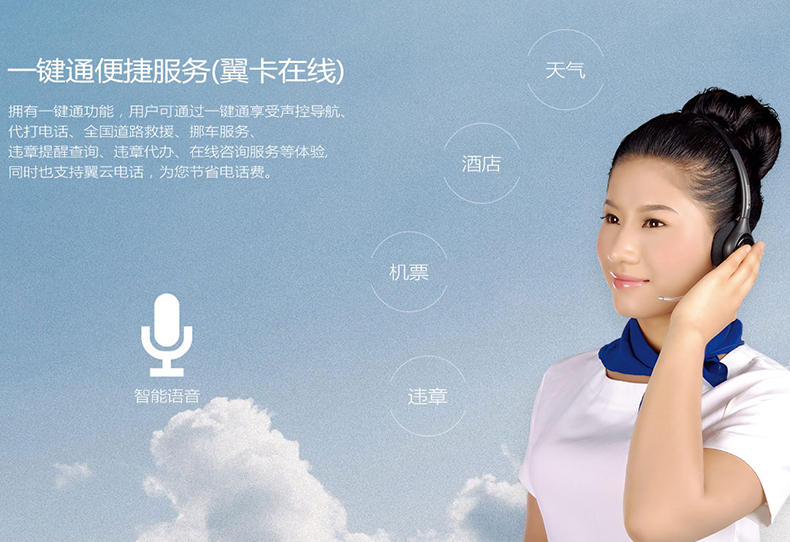 一键通便捷服务(翼卡在线)
拥有一键通功能，用户可通过一键通享受声控导航、
代打电话、全国道路救援、挪车服务、
违章提醒查询、违章代办、在线咨询服务等体验,
同时也支持翼云电话，为您节省电话费。
天气
酒店
机票
违章
智能语音